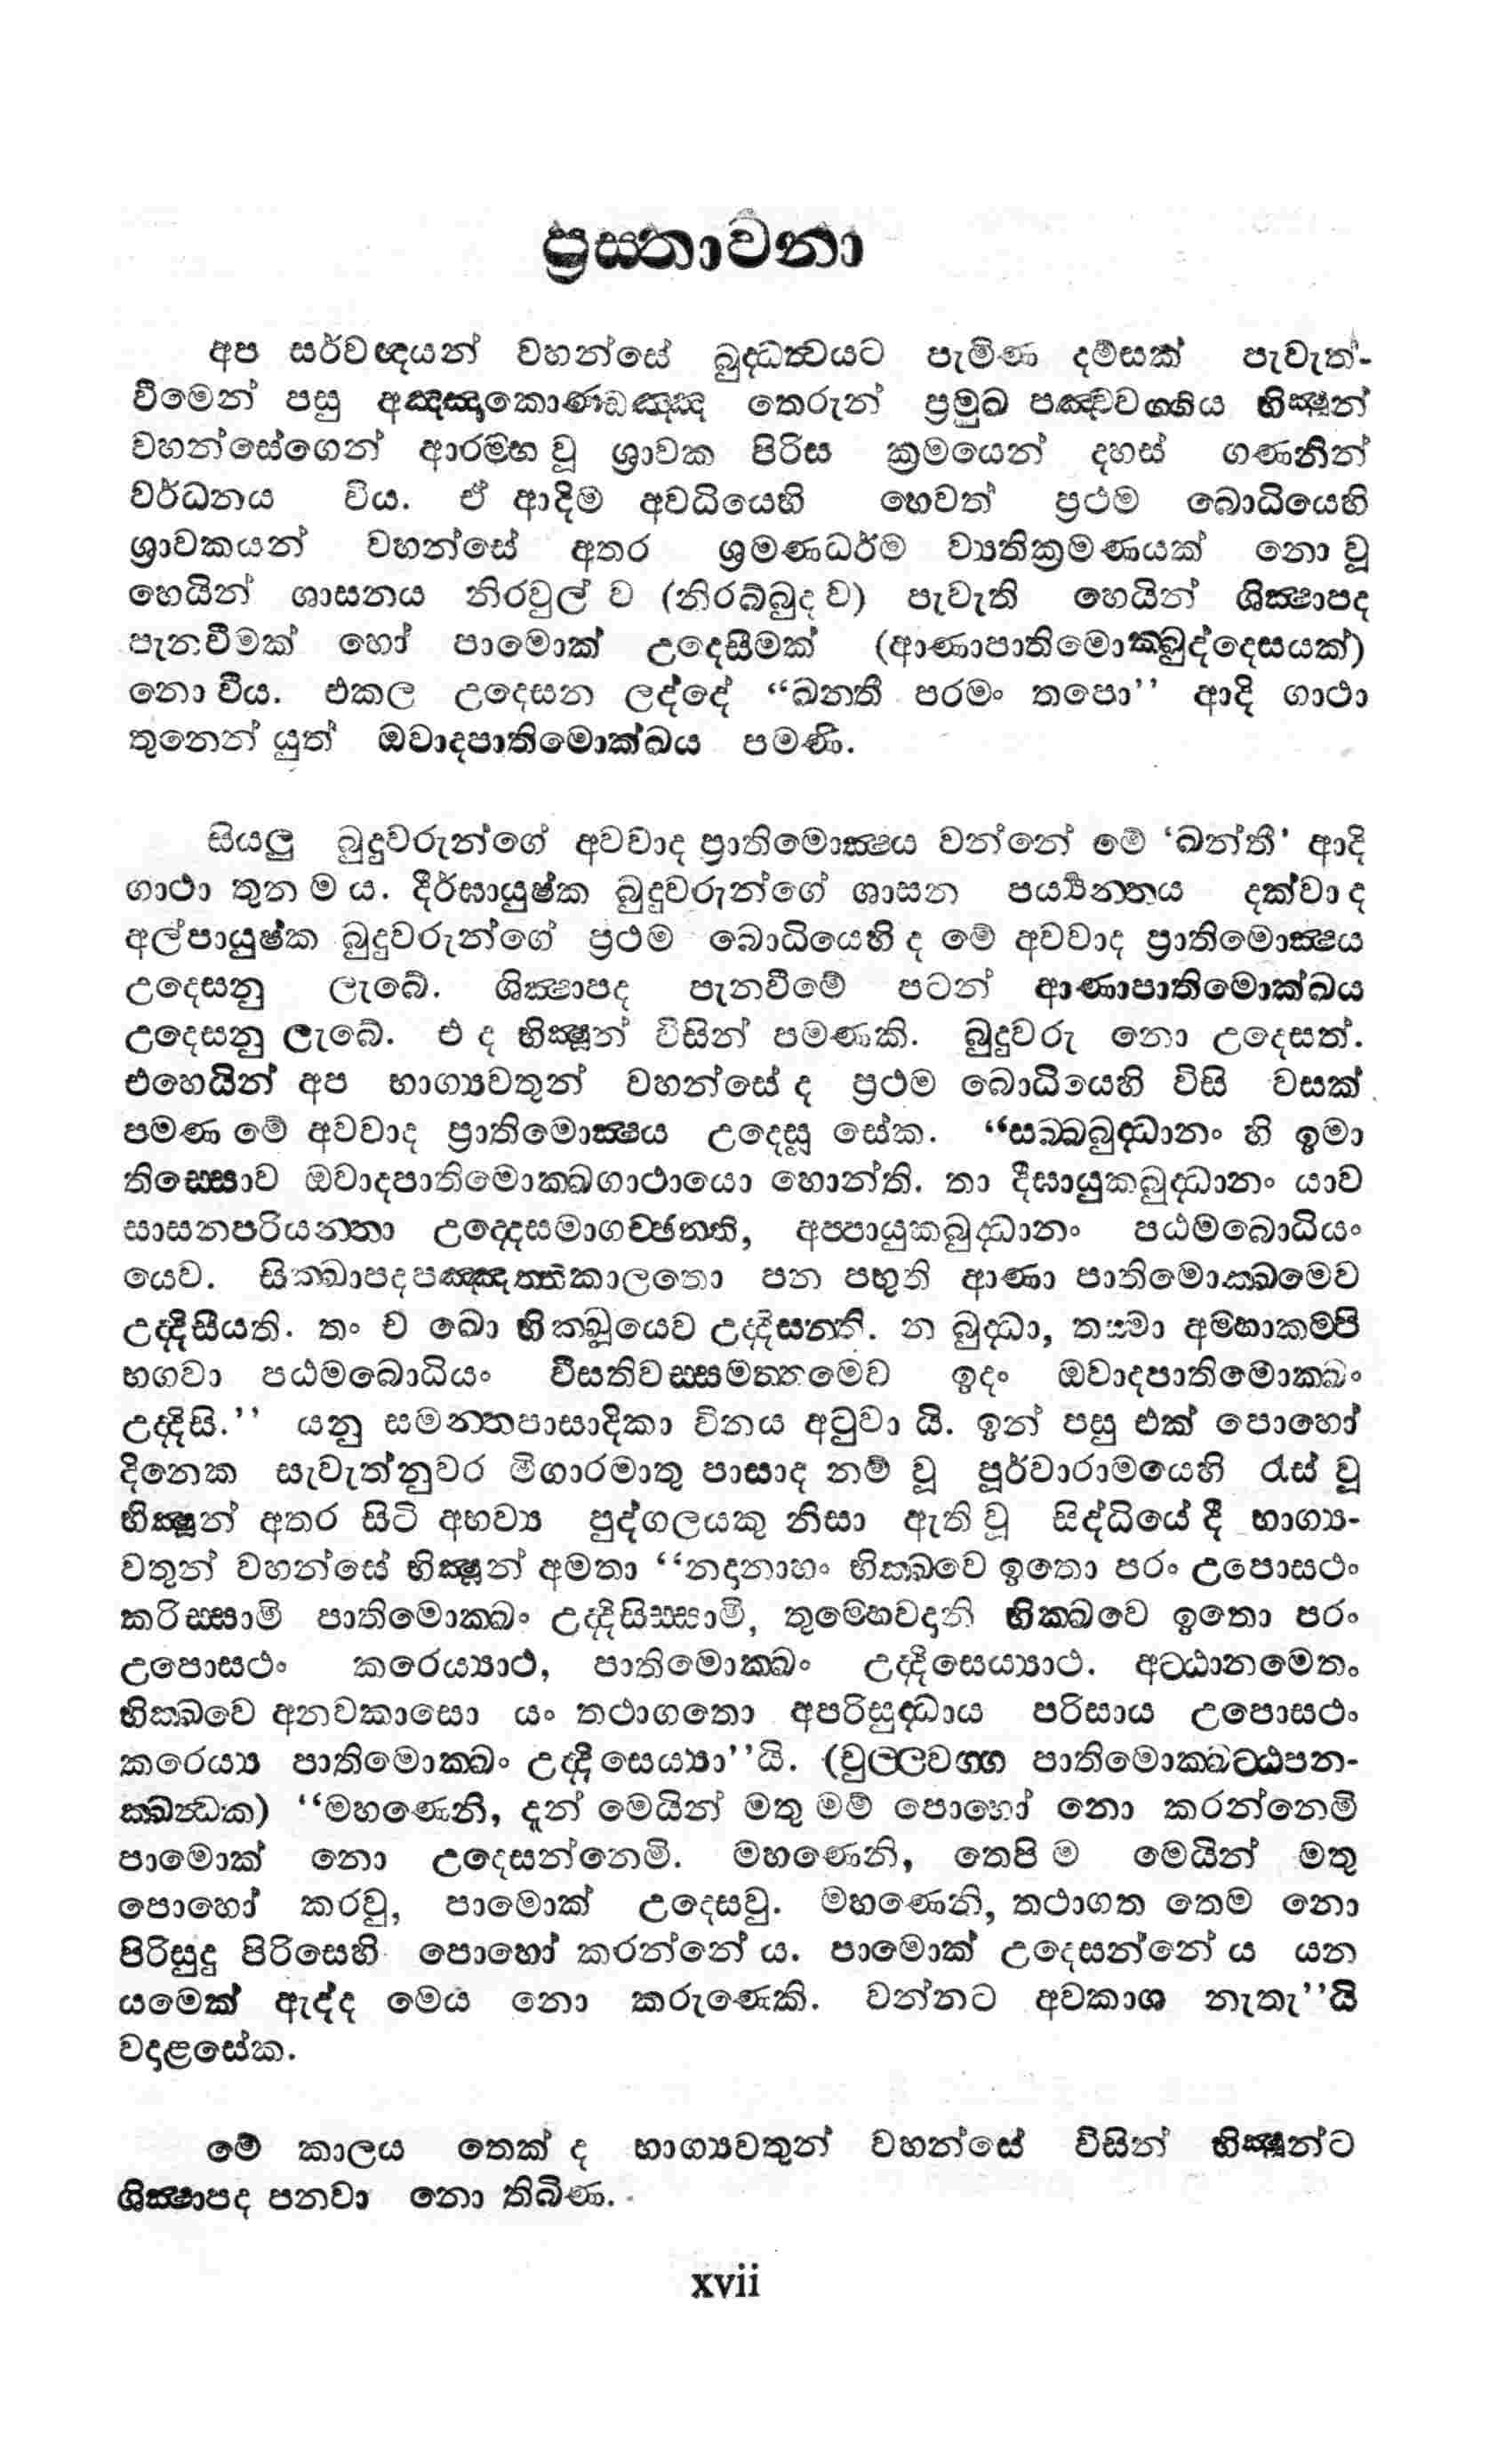 ප්‍රස්තාවනා
අප සර්වඥයන් වහන්සේ බුද්ධත්වයට පැමිණ දම්සක් පැවැත්-
වීමෙන් පසු අඤ්ඤාකොණ්ඩඤ්ඤ තෙරුන් ප්‍රමුඛ පඤ්චවග්ගිය භික්‍ෂූන්
වහන්සේගෙන් ආරම්භ වූ ශ්‍රාවක පිරිස ක්‍රමයෙන් දහස් ගණනින්
වර්ධනය විය. ඒ ආදිම අවධියෙහි හෙවත් ප්‍රථම බොධියෙහි
ශ්‍රාවකයන් වහන්සේ අතර ශ්‍රමණධර්ම ව්‍යතික්‍රමණයක් නො වූ
හෙයින් ශාසනය නිරවුල් ව (නිරබ්බුද ව) පැවැති හෙයින් ශික්‍ෂාපද
පැනවීමක් හෝ පාමොක් උදෙසීමක් (ආණාපාතිමොක්ඛුද්දෙසයක්)
නො වීය. එකල උදෙසන ලද්දේ “ඛන්තී පරමං තපො’’ ආදි ගාථා
තුනෙන් යුත් ඔවාදපාතිමොක්ඛය පමණි.
සියලු බුදුවරුන්ගේ අවවාද ප්‍රාතිමොක්‍ෂය වන්නේ මේ ‘ඛන්තී’ ආදි
ගාථා තුන ම ය. දීර්ඝායුෂ්ක බුදුවරුන්ගේ ශාසන පර්‍ය්‍යන්තය දක්වා ද
අල්පායුෂ්ක බුදුවරුන්ගේ ප්‍රථම බොධියෙහි ද මේ අවවාද ප්‍රාතිමොක්‍ෂය
උදෙසනු ලැබේ. ශික්‍ෂාපද පැනවීමේ පටන් ආණාපාතිමොක්ඛය
උදෙසනු ලැබේ. එ ද භික්‍ෂූන් විසින් පමණකි. බුදුවරු නො උදෙසත්.
එහෙයින් අප භාග්‍යවතුන් වහන්සේ ද ප්‍රථම බොධියෙහි විසි වසක්
පමණ මේ අවවාද ප්‍රාතිමොක්‍ෂය උදෙසූ සේක. “සබ්බබුද්ධානං හි ඉමා
තිස්සොව ඔවාදපාතිමොක්ඛගාථායො හොන්ති. තා දීඝායුකබුද්ධානං යාව
සාසනපරියන්තා උද්දෙසමාගච්ඡන්ති, අප්පායුකබුද්ධානං පඨමබොධියං
යෙව. සික්ඛාපදපඤ්ඤත්තිකාලතො පන පභුති ආණා පාතිමොක්ඛමෙව
උද්දිසීයති. තං ච ඛො භික්ඛූයෙව උද්දිසන්ති. න බුද්ධා, තස්මා අම්හාකම්පි
භගවා පඨමබොධියං වීසතිවස්සමත්තමෙව ඉදං ඔවාදපාතිමොක්ඛං
උද්දිසි.’’ යනු සමන්තපාසාදිකා විනය අටුවා යි. ඉන් පසු එක් පොහෝ
දිනෙක සැවැත්නුවර මිගාරමාතු පාසාද නම් වූ පූර්වාරාමයෙහි රැස් වූ
භික්‍ෂූන් අතර සිටි අභව්‍ය පුද්ගලයකු නිසා ඇති වූ සිද්ධියේ දී භාග්‍ය-
වතුන් වහන්සේ භික්‍ෂූන් අමතා “නදානාහං භික්ඛවෙ ඉතො පරං උපොසථං
කරිස්සාමි පාතිමොක්ඛං උද්දිසිස්සාමි, තුම්හෙවදානි භික්ඛවෙ ඉතො පරං
උපොසථං කරෙය්‍යාථ, පාතිමොක්ඛං උද්දිසෙය්‍යාථ. අට්ඨානමෙතං
භික්ඛවෙ අනවකාසො යං තථාගතො අපරිසුද්ධාය පරිසාය උපොසථං
කරෙය්‍ය පාතිමොක්ඛං උද්දිසෙය්‍යා’’යි. (චුල්ලවග්ග පාතිමොක්ඛට්ඨපන-
ක්ඛන්ධක) “මහණෙනි, දැන් මෙයින් මතු මම් පොහෝ නො කරන්නෙමි
පාමොක් නො උදෙසන්නෙමි. මහණෙනි, තෙපි ම මෙයින් මතු
පොහෝ කරවු, පාමොක් උදෙසවු. මහණෙනි, තථාගත තෙම නො
පිරිසුදු පිරිසෙහි පොහෝ කරන්නේ ය. පාමොක් උදෙසන්නේ ය යන
යමෙක් ඇද්ද මෙය නො කරුණෙකි. වන්නට අවකාශ නැතැ’’යි
වදාළසේක.
මේ කාලය තෙක් ද භාග්‍යවතුන් වහන්සේ විසින් භික්‍ෂූන්ට
ශික්‍ෂාපද පනවා නො තිබිණ.
xvii